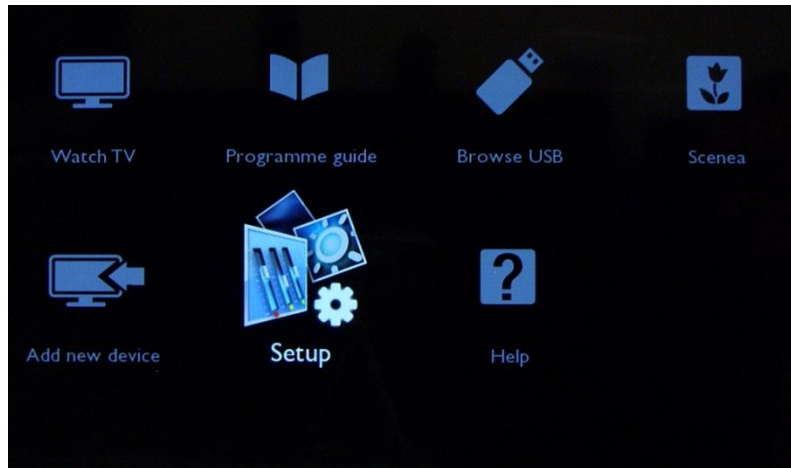 Watch TV
Programme guide
Browse USB
Scenea
Add new device
Setup
Help